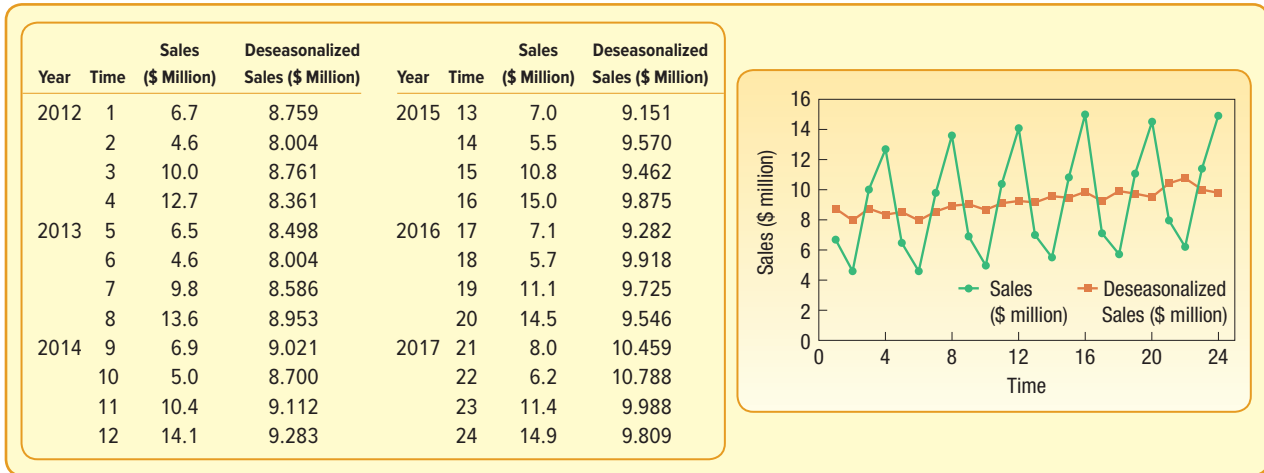 Sales Deseasonalized Sales Deseasonalized
Year Time ($ Million) Sales ($ Million) Year Time ($ Million) Sales ($ Million)
2012 1 6.7 8.759 2015 13 7.0 9.151
2 4.6 8.004 14 5.5 9.570
3 10.0 8.761 15 10.8 9.462
4 12.7 8.361 16 15.0 9.875
2013 5 6.5 8.498 2016 17 7.1 9.282
6 4.6 8.004 18 5.7 9.918
7 9.8 8.586 19 11.1 9.725
8 13.6 8.953 20 14.5 9.546
2014 9 6.9 9.021 2017 21 8.0 10.459
10 5.0 8.700 22 6.2 10.788
11 10.4 9.112 23 11.4 9.988
12 14.1 9.283 24 14.9 9.809
Sales ($ million)
16
14
12
10
8
6
4
2
0
Sales Deseasonalized
($ million) Sales ($ million)
0 4 8 12 16 20 24
Time